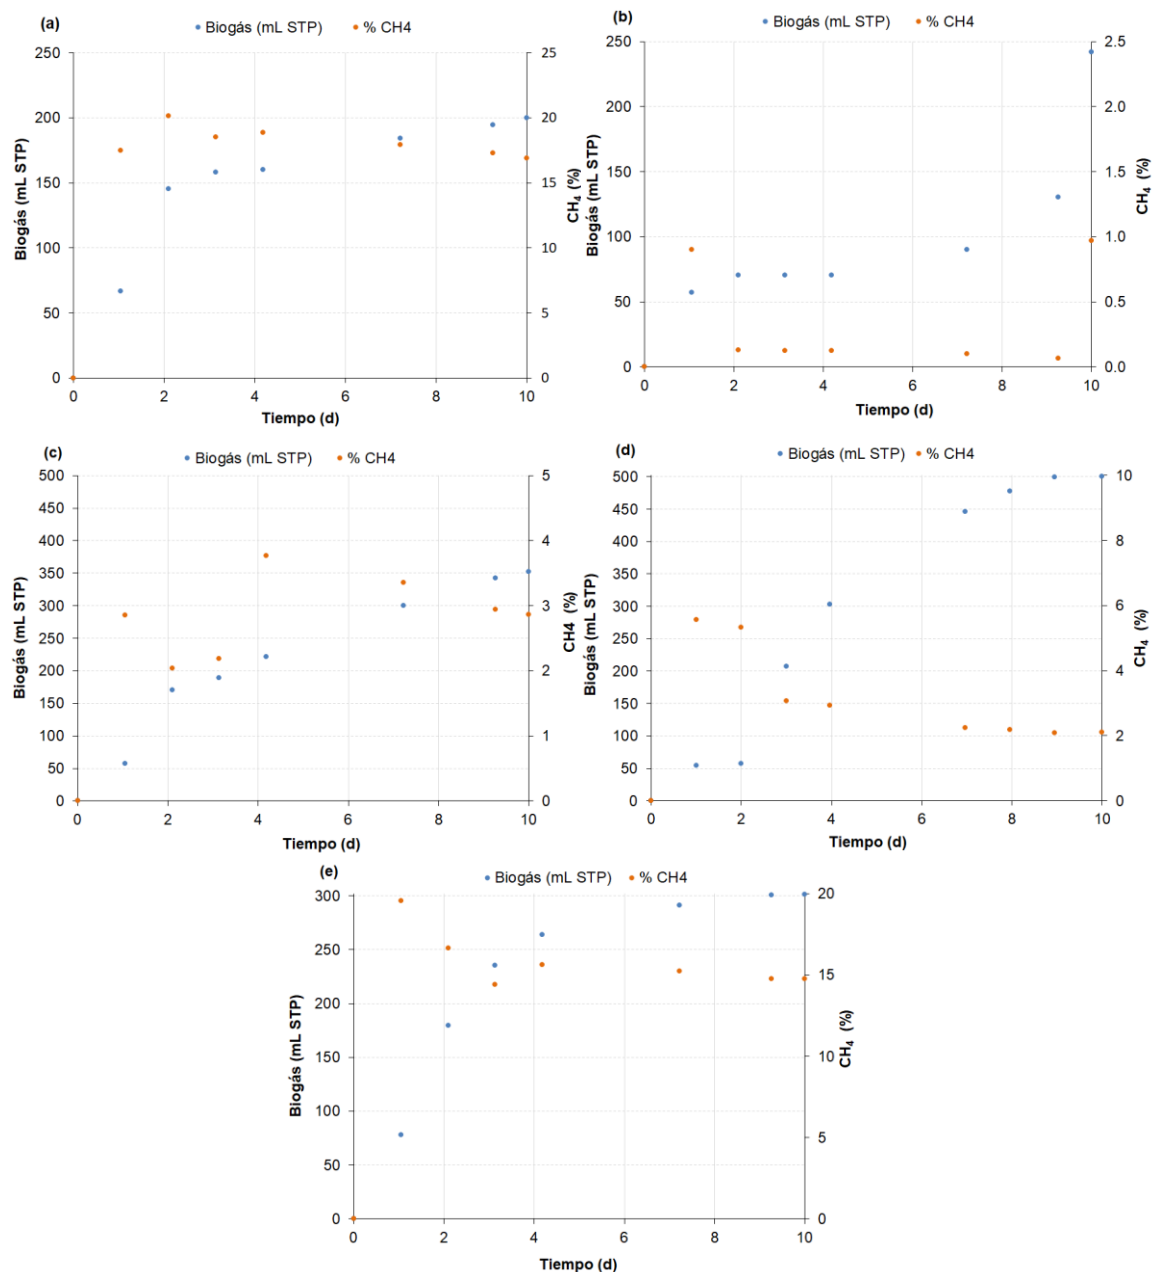 (a)
Biogás (mL STP) % CH4
250 25
200 20
150 15
100 10
50 5
0 0
0 2 4 6 8 10
Biogás (mL STP)
CH₄ (%)
Tiempo (d)
(b)
Biogás (mL STP) % CH4
250 2.5
200 2.0
150 1.5
100 1.0
50 0.5
0 0.0
0 2 4 6 8 10
Biogás (mL STP)
CH₄ (%)
Tiempo (d)
(c)
Biogás (mL STP) % CH4
500 5
450
400 4
350
300 3
250
200 2
150
100 1
50
0 0
0 2 4 6 8 10
Biogás (mL STP)
CH4 (%)
Tiempo (d)
(d)
Biogás (mL STP) % CH4
500 10
450
400 8
350
300 6
250
200 4
150
100 2
50
0 0
0 2 4 6 8 10
Biogás (mL STP)
CH₄ (%)
Tiempo (d)
(e)
Biogás (mL STP) % CH4
300 20
250
15
200
150 10
100
5
50
0 0
0 2 4 6 8 10
Biogás (mL STP)
CH₄ (%)
Tiempo (d)